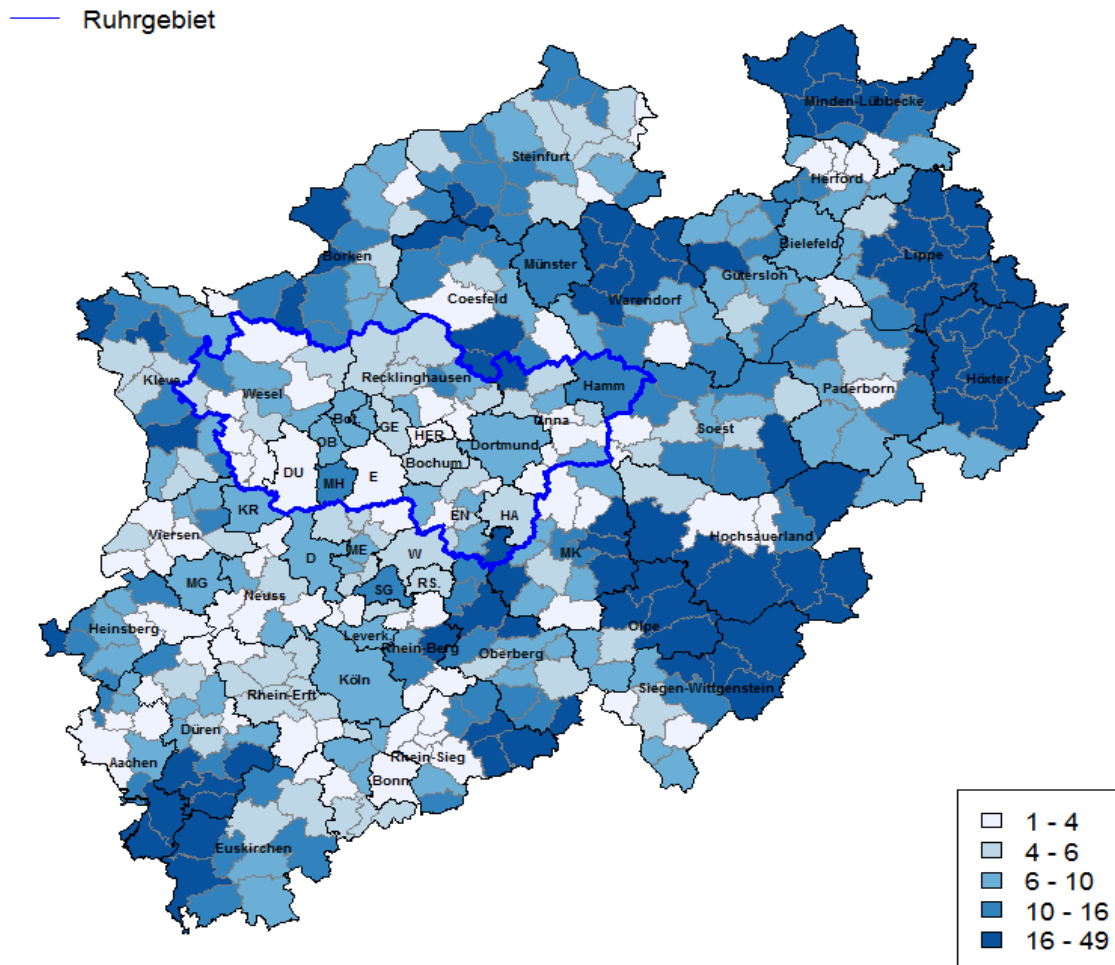 Ruhrgebiet
Minden-Lübbecke
Steinfurt
Herford
Bielefeld
Lippe
Borken
Münster
Gütersloh
Coesfeld
Warendorf
Kleve
Recklinghausen
Hamm
Höxter
Wesel
Paderborn
Bot.
GE
HER
Unna
Soest
OB
Dortmund
Bochum
DU
MH
E
EN
HA
KR
Viersen
Hochsauerland
D
ME
W
MK
MG
SG
RS.
Neuss
Heinsberg
Olpe
Leverk.
Rhein-Berg
Oberberg
Köln
Siegen-Wittgenstein
Rhein-Erft
Düren
Aachen
Rhein-Sieg
Bonn
Euskirchen
1 - 4
4 - 6
6 - 10
10 - 16
16 - 49